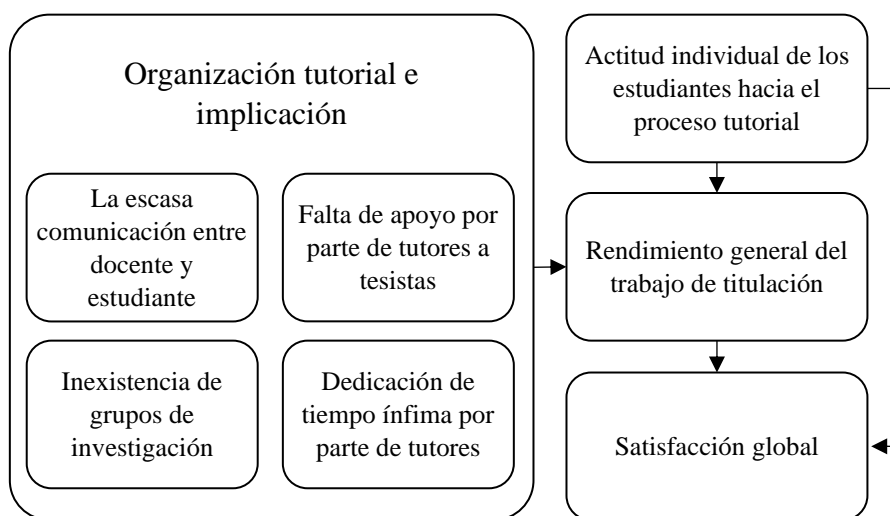 Organización tutorial e
implicación
La escasa
comunicación entre
docente y
estudiante
Falta de apoyo por
parte de tutores a
tesistas
Inexistencia de
grupos de
investigación
Dedicación de
tiempo ínfima por
parte de tutores
Actitud individual de los
estudiantes hacia el
proceso tutorial
Rendimiento general del
trabajo de titulación
Satisfacción global